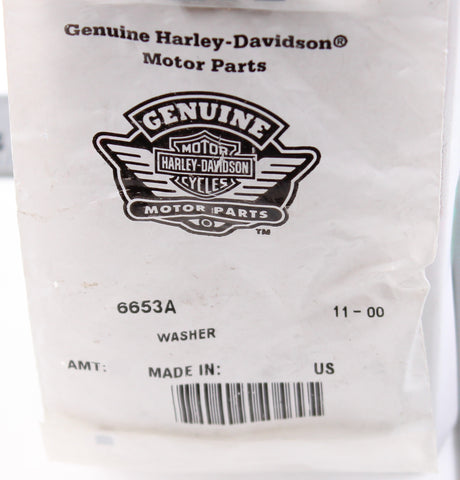 Genuine Harley-Davidson®
Motor Parts
GENUINE
MOTOR
HARLEY-DAVIDSON
CYCLES
MOTOR PARTS
TM
6653A 11-00
WASHER
AMT: MADE IN: US